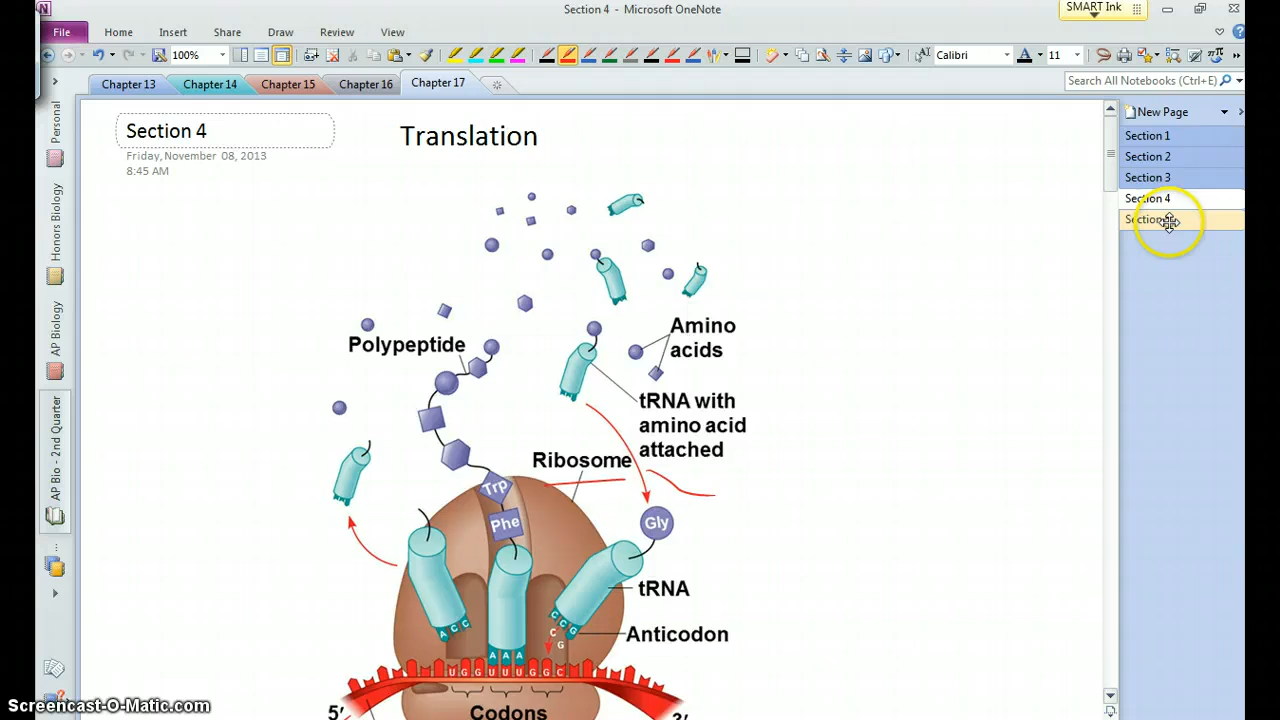 Section 4 - Microsoft OneNote
SMART Ink
File Home Insert Share Draw Review View
100%
Calibri 11
Chapter 13 Chapter 14 Chapter 15 Chapter 16 Chapter 17
Search All Notebooks (Ctrl+E)
New Page
Section 1
Section 2
Section 3
Section 4
Section
Personal
Honors Biology
AP Biology
AP Bio - 2nd Quarter
Section 4
Translation
Friday, November 08, 2013
8:45 AM
Polypeptide
Amino
acids
tRNA with
amino acid
attached
Ribosome
Trp
Phe
Gly
tRNA
Anticodon
A C C
A A A
C C G
C
G
U G G U U U G G C
Codons
5'
3'
Screencast-O-Matic.com